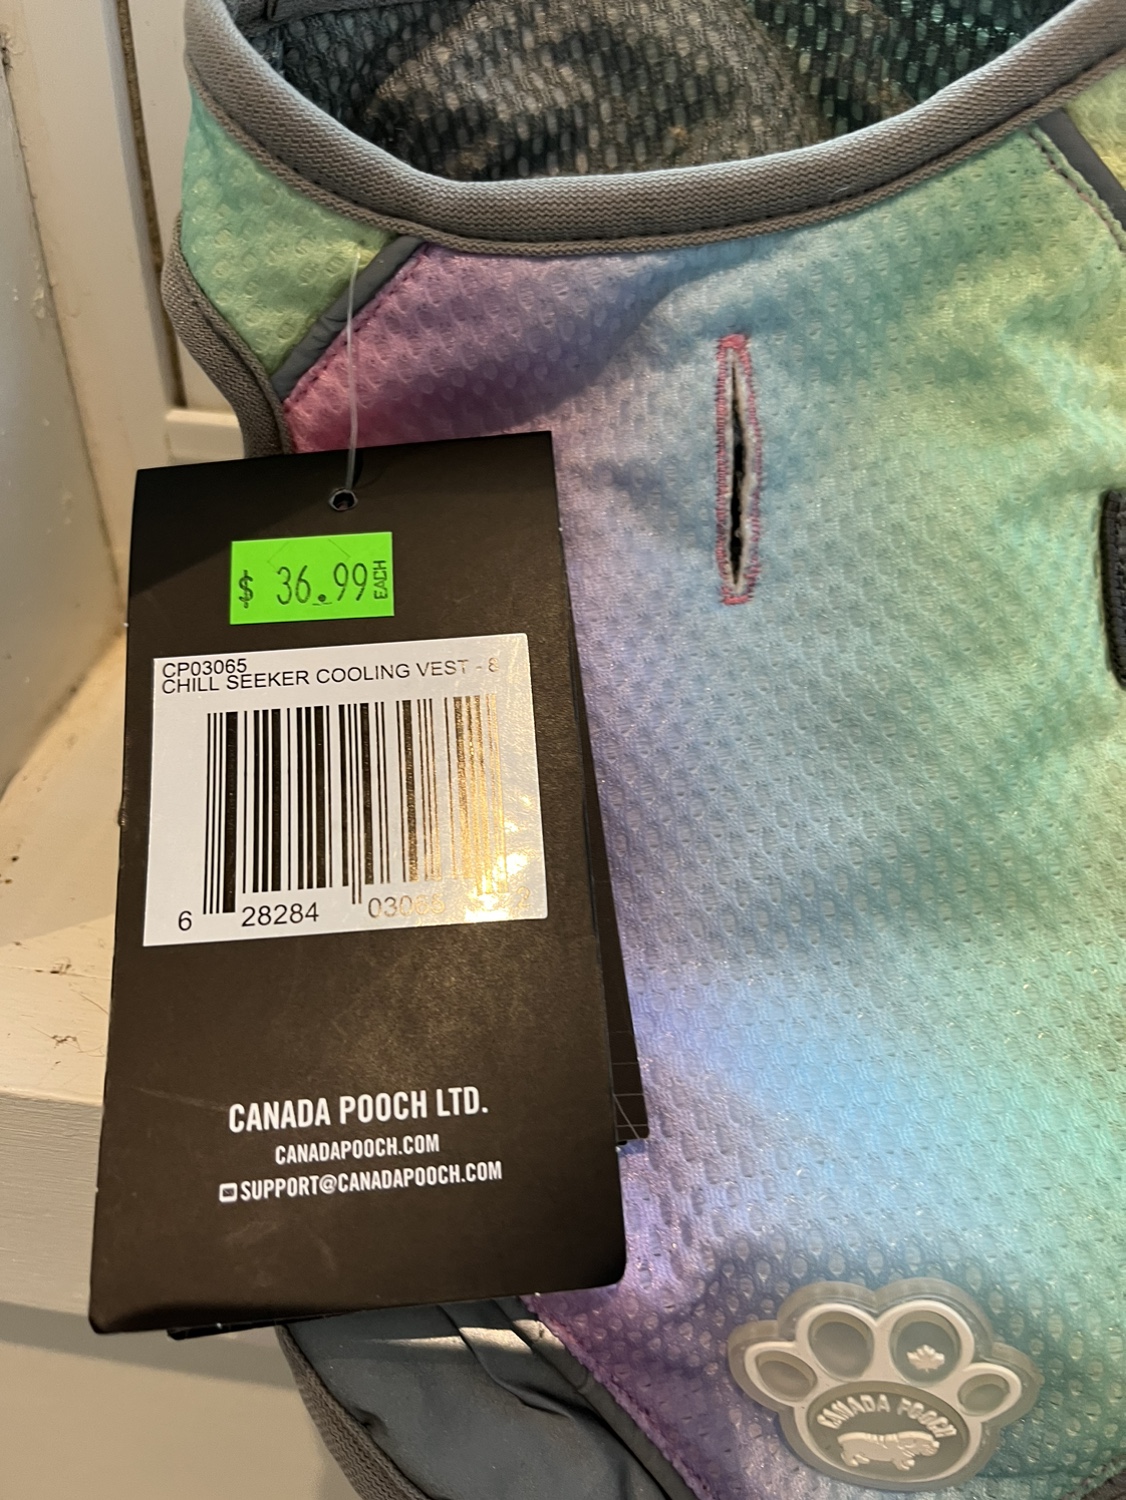 $ 36.99 EACH
CP03065
CHILL SEEKER COOLING VEST - 8
6 28284
CANADA POOCH LTD.
CANADAPOOCH.COM
SUPPORT@CANADAPOOCH.COM
CANADA POOCH